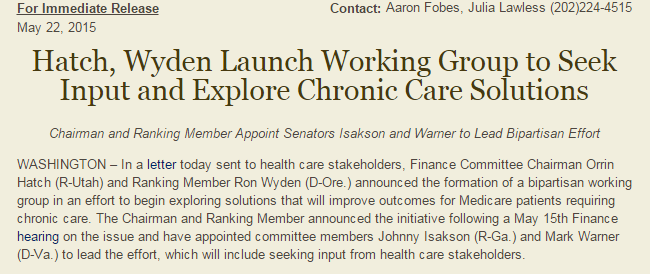 For Immediate Release Contact: Aaron Fobes, Julia Lawless (202)224-4515
May 22, 2015
Hatch, Wyden Launch Working Group to Seek
Input and Explore Chronic Care Solutions
Chairman and Ranking Member Appoint Senators Isakson and Warner to Lead Bipartisan Effort
WASHINGTON – In a letter today sent to health care stakeholders, Finance Committee Chairman Orrin
Hatch (R-Utah) and Ranking Member Ron Wyden (D-Ore.) announced the formation of a bipartisan working
group in an effort to begin exploring solutions that will improve outcomes for Medicare patients requiring
chronic care. The Chairman and Ranking Member announced the initiative following a May 15th Finance
hearing on the issue and have appointed committee members Johnny Isakson (R-Ga.) and Mark Warner
(D-Va.) to lead the effort, which will include seeking input from health care stakeholders.